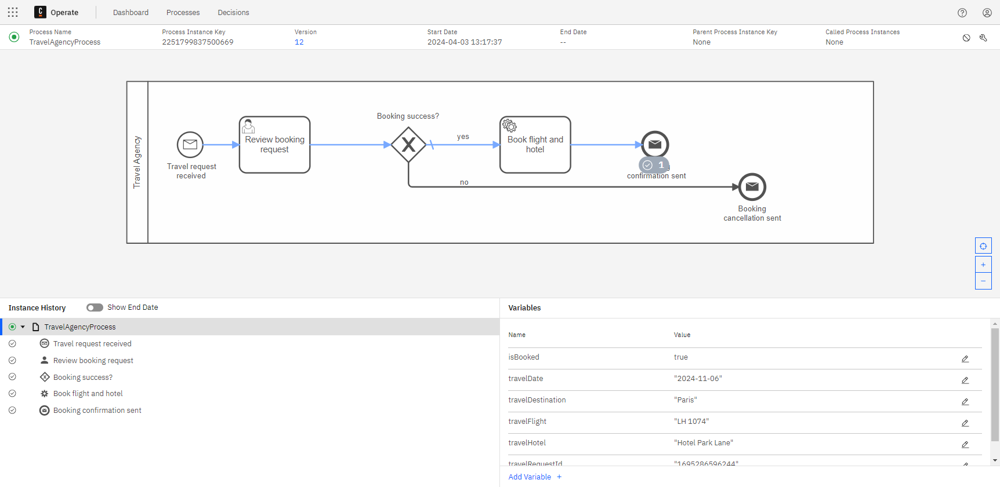 Operate
Dashboard
Processes
Decisions
Process Name
TravelAgencyProcess
Process Instance Key
2251799837500669
Version
12
Start Date
2024-04-03 13:17:37
End Date
--
Parent Process Instance Key
None
Called Process Instances
None
Travel Agency
Travel request
received
Review booking
request
Booking success?
yes
no
Book flight and
hotel
1
confirmation sent
Booking
cancellation sent
+
−
Instance History
Show End Date
TravelAgencyProcess
Travel request received
Review booking request
Booking success?
Book flight and hotel
Booking confirmation sent
Variables
Name Value
isBooked true
travelDate "2024-11-06"
travelDestination "Paris"
travelFlight "LH 1074"
travelHotel "Hotel Park Lane"
travelRequestId "1695286596244"
Add Variable +